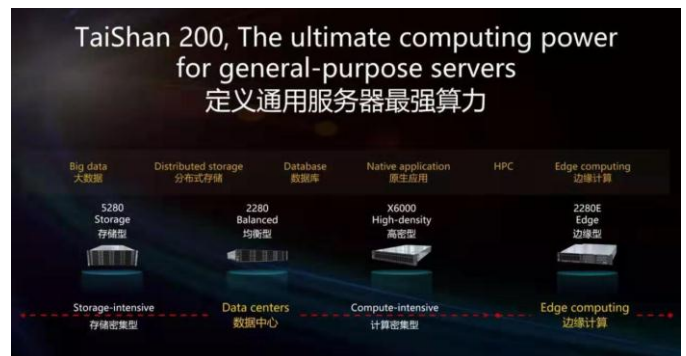 TaiShan 200, The ultimate computing power
for general-purpose servers
定义通用服务器最强算力
Big data
大数据
Distributed storage
分布式存储
Database
数据库
Native application
原生应用
HPC
Edge computing
边缘计算
5280
Storage
存储型
2280
Balanced
均衡型
X6000
High-density
高密型
2280E
Edge
边缘型
Storage-intensive
存储密集型
Data centers
数据中心
Compute-intensive
计算密集型
Edge computing
边缘计算